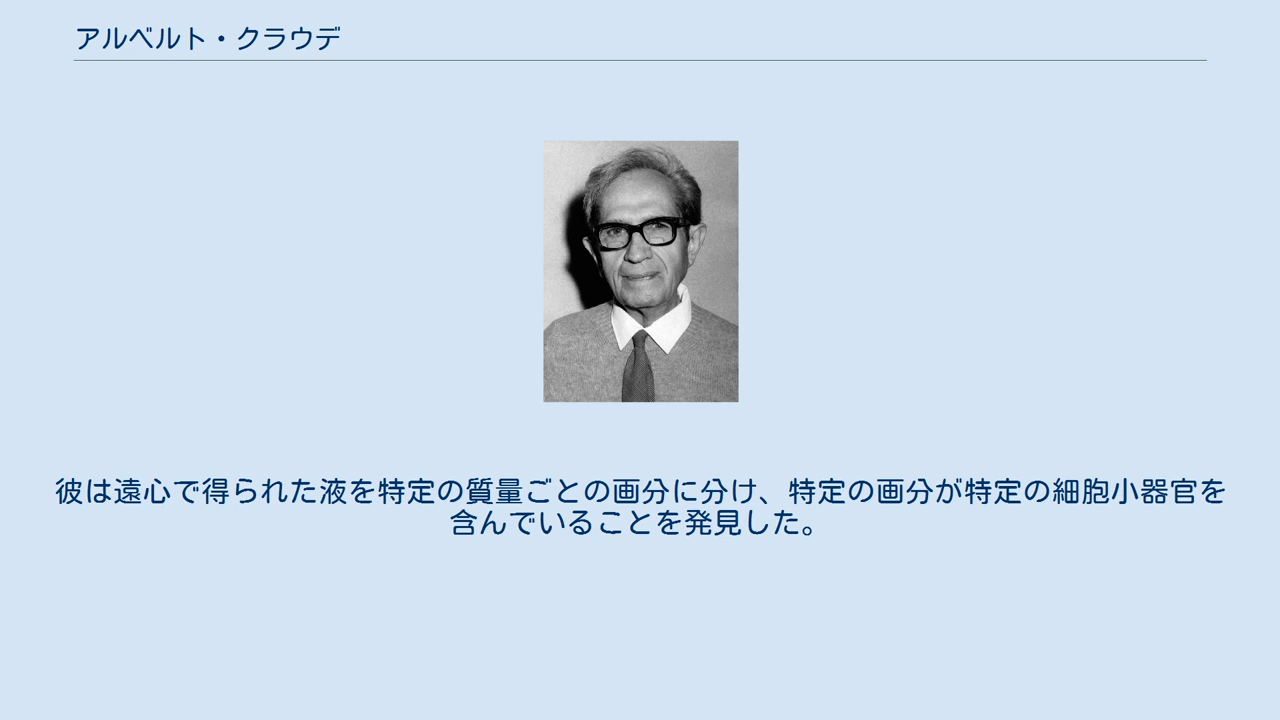 アルベルト・クラウデ
彼は遠心で得られた液を特定の質量ごとの画分に分け、特定の画分が特定の細胞小器官を
含んでいることを発見した。